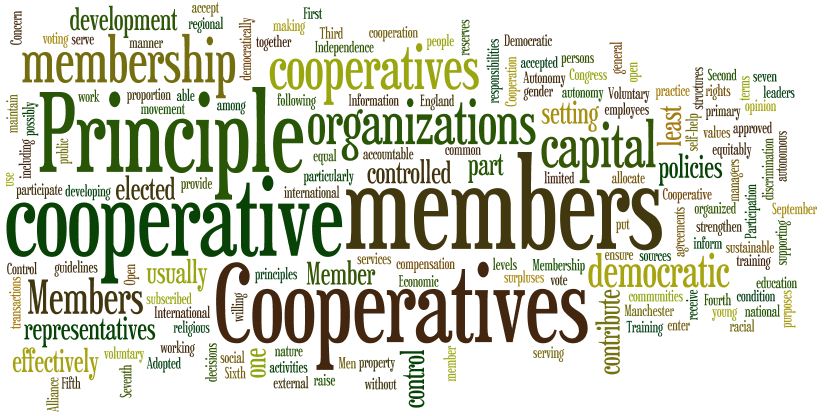 Concern
voting
serve
development
accept
regional
manner
democratically
making
together
First
Third
Independence
cooperation
people
reserves
responsibilities
Democratic
accepted
persons
Cooperation
Autonomy
Congress
gender
autonomy
Voluntary
general
open
practice
Second
seven
structures
rights
terms
leaders
membership
cooperatives
maintain
possibly
work
proportion
able
movement
among
following
Information
England
setting
employees
least
self-help
primary
opinion
values
approved
equitably
including
public
Principle
organizations
equal
accountable
common
particularly
controlled
part
capital
limited
allocate
policies
managers
discrimination
autonomous
use
participate
developing
elected
provide
international
Cooperative
cooperative
members
put
agreements
organized
strengthen
Participation
September
supporting
inform
sustainable
training
Control
guidelines
Open
usually
principles
Member
services
compensation
Economic
levels
Membership
surpluses
vote
ensure
sources
democratic
education
transactions
Members
subscribed
International
willing
Cooperatives
contribute
communities
receive
Fourth
condition
young
national
purposes
representatives
religious
Manchester
Training
enter
racial
effectively
voluntary
working
Adopted
decisions
social
Sixth
one
nature
activities
external
raise
Men
property
without
control
member
serving
Alliance
Fifth
Seventh